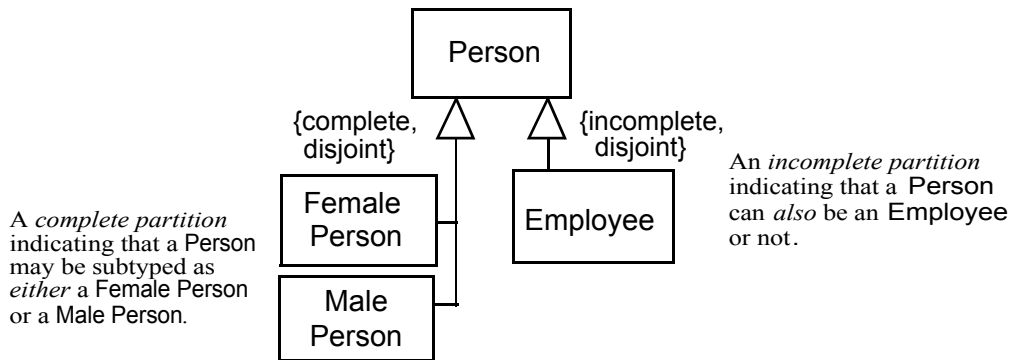 Person
{complete,
disjoint}
{incomplete,
disjoint}
Female
Person
Employee
Male
Person
A complete partition
indicating that a Person
may be subtyped as
either a Female Person
or a Male Person.
An incomplete partition
indicating that a Person
can also be an Employee
or not.